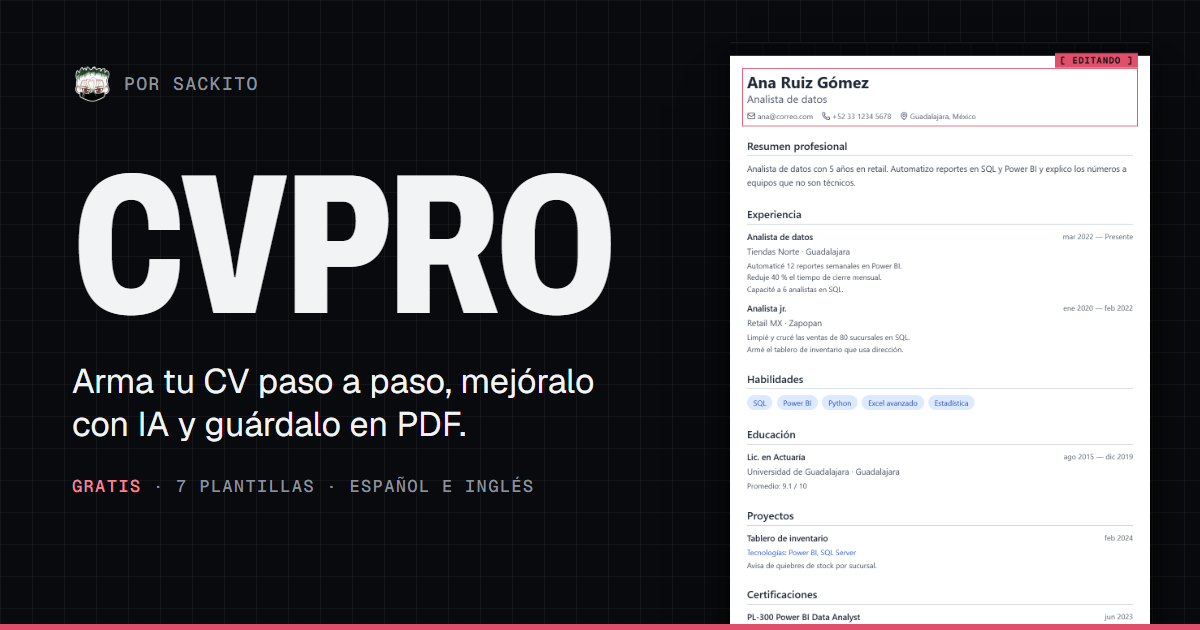 POR SACKITO
CVPRO
Arma tu CV paso a paso, mejóralo
con IA y guárdalo en PDF.
GRATIS · 7 PLANTILLAS · ESPAÑOL E INGLÉS
[ EDITANDO ]
Ana Ruiz Gómez
Analista de datos
ana@correo.com +52 33 1234 5678 Guadalajara, México
Resumen profesional
Analista de datos con 5 años en retail. Automatizo reportes en SQL y Power BI y explico los números a
equipos que no son técnicos.
Experiencia
Analista de datos mar 2022 — Presente
Tiendas Norte · Guadalajara
Automaticé 12 reportes semanales en Power BI.
Reduje 40 % el tiempo de cierre mensual.
Capacité a 6 analistas en SQL.
Analista jr. ene 2020 — feb 2022
Retail MX · Zapopan
Limpié y crucé las ventas de 80 sucursales en SQL.
Armé el tablero de inventario que usa dirección.
Habilidades
SQL Power BI Python Excel avanzado Estadística
Educación
Lic. en Actuaría ago 2015 — dic 2019
Universidad de Guadalajara · Guadalajara
Promedio: 9.1 / 10
Proyectos
Tablero de inventario feb 2024
Tecnologías: Power BI, SQL Server
Avisa de quiebres de stock por sucursal.
Certificaciones
PL-300 Power BI Data Analyst jun 2023